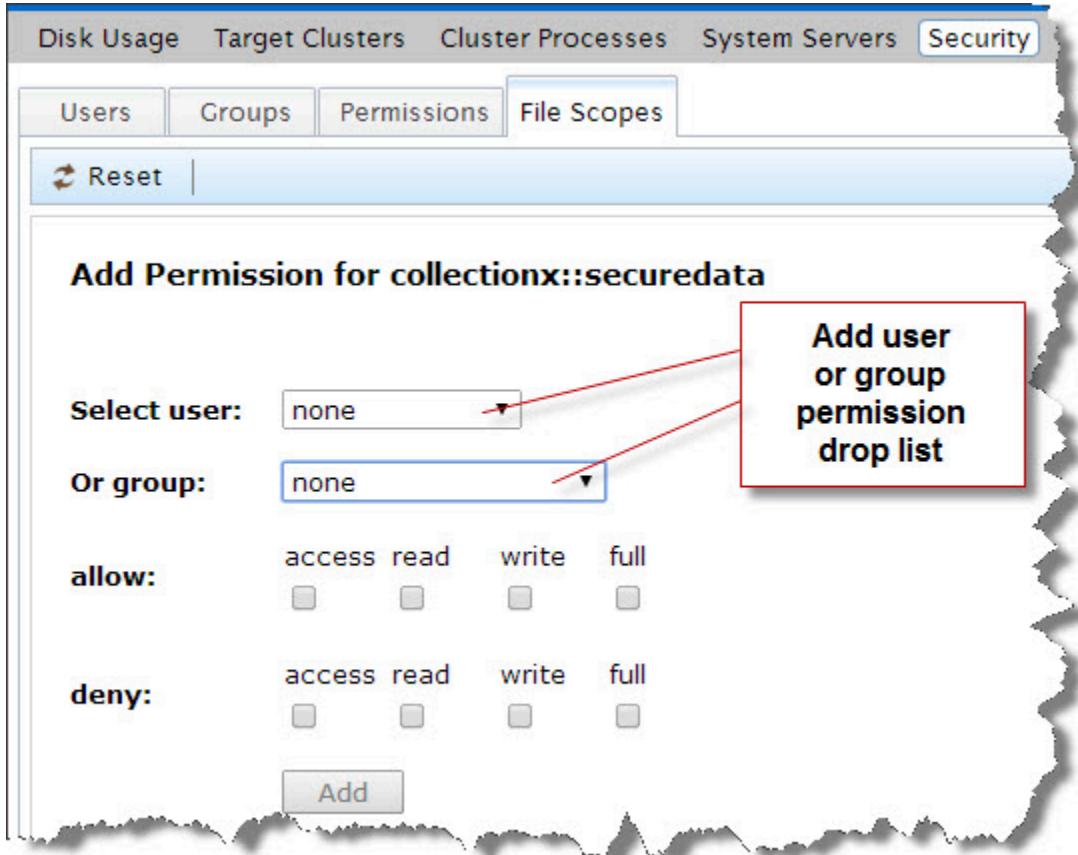 Disk Usage Target Clusters Cluster Processes System Servers Security
Users Groups Permissions File Scopes
Reset
Add Permission for collectionx::securedata
Add user
or group
permission
drop list
Select user: none
Or group: none
access read write full
allow:
access read write full
deny:
Add